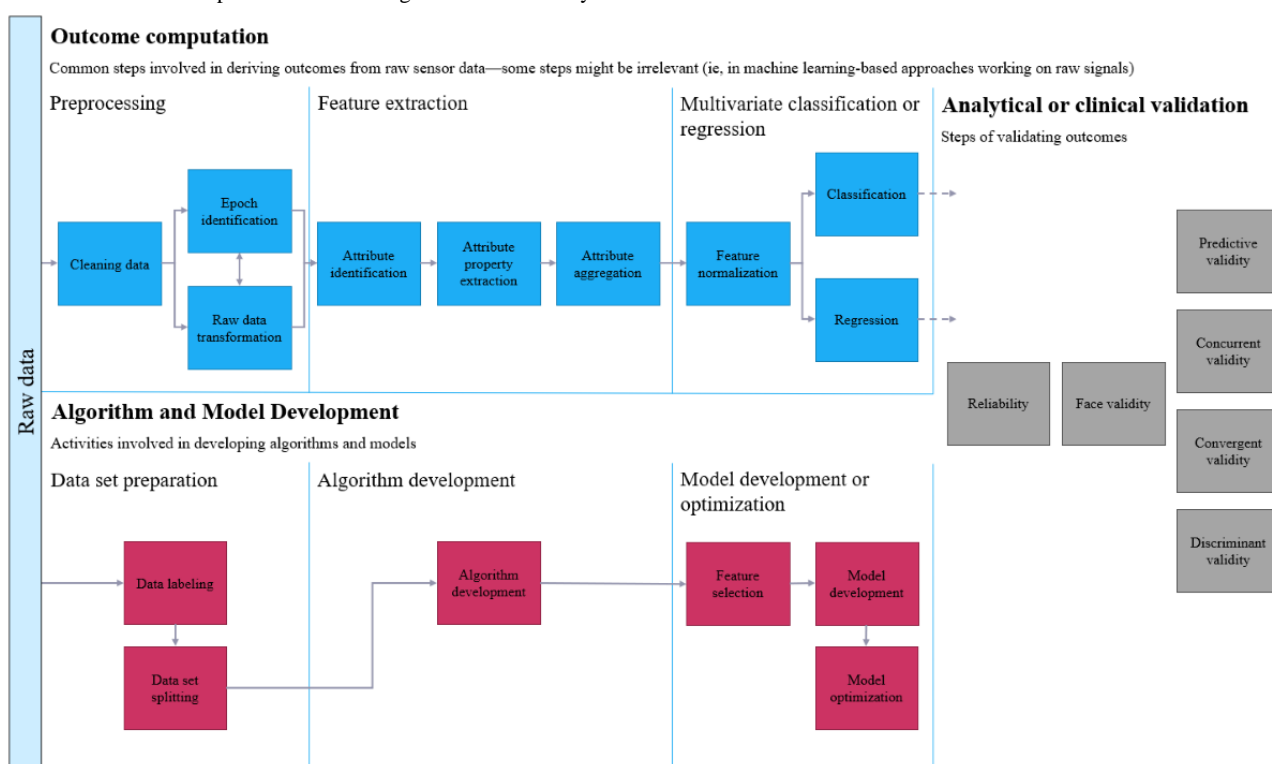 Outcome computation
Common steps involved in deriving outcomes from raw sensor data—some steps might be irrelevant (ie, in machine learning-based approaches working on raw signals)
Preprocessing
Feature extraction
Multivariate classification or
regression
Analytical or clinical validation
Steps of validating outcomes
Cleaning data
Epoch
identification
Raw data
transformation
Attribute
identification
Attribute
property
extraction
Attribute
aggregation
Feature
normalization
Classification
Regression
Reliability
Face validity
Predictive
validity
Concurrent
validity
Convergent
validity
Discriminant
validity
Raw data
Algorithm and Model Development
Activities involved in developing algorithms and models
Data set preparation
Algorithm development
Model development or
optimization
Data labeling
Data set
splitting
Algorithm
development
Feature
selection
Model
development
Model
optimization